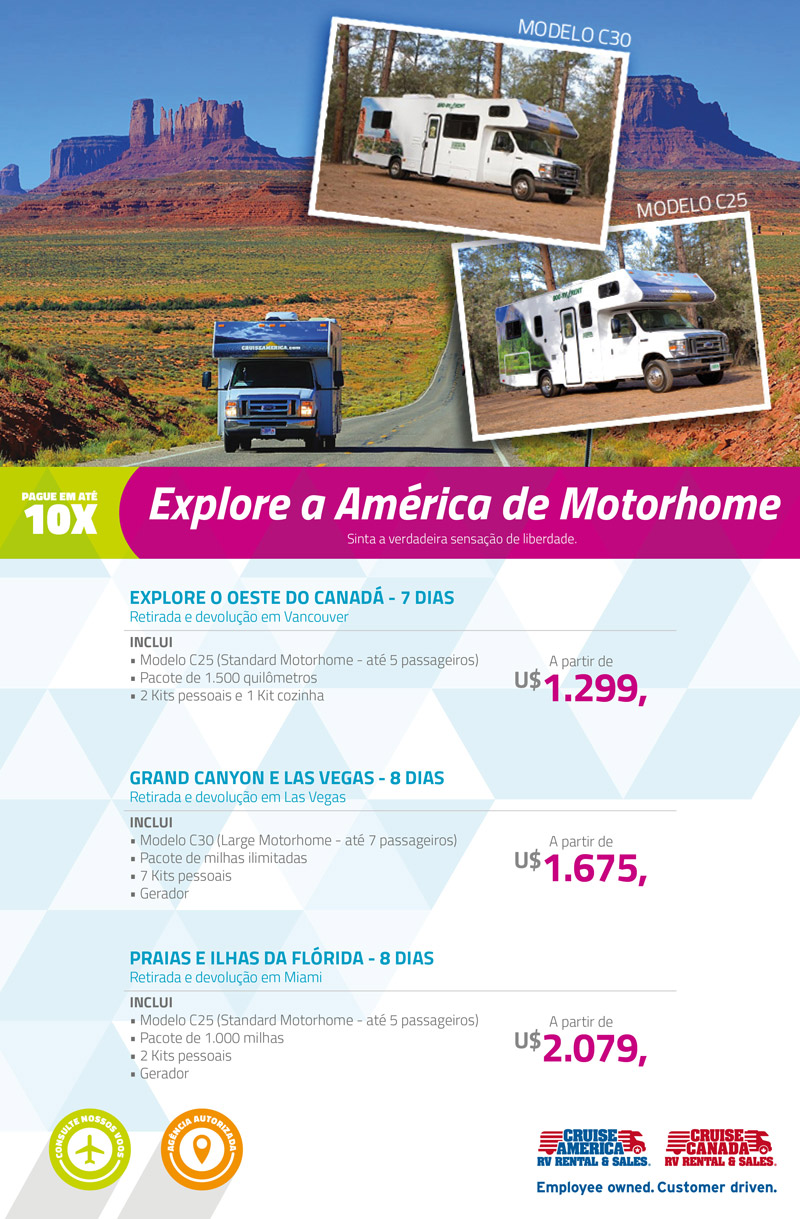 MODELO C30
MODELO C25
CRUISEAMERICA.com
PAGUE EM ATÉ
10X
Explore a América de Motorhome
Sinta a verdadeira sensação de liberdade.
EXPLORE O OESTE DO CANADÁ - 7 DIAS
Retirada e devolução em Vancouver
INCLUI
▪ Modelo C25 (Standard Motorhome - até 5 passageiros)
▪ Pacote de 1.500 quilômetros
▪ 2 Kits pessoais e 1 Kit cozinha
A partir de
U$ 1.299,
GRAND CANYON E LAS VEGAS - 8 DIAS
Retirada e devolução em Las Vegas
INCLUI
▪ Modelo C30 (Large Motorhome - até 7 passageiros)
▪ Pacote de milhas ilimitadas
▪ 7 Kits pessoais
▪ Gerador
A partir de
U$ 1.675,
PRAIAS E ILHAS DA FLÓRIDA - 8 DIAS
Retirada e devolução em Miami
INCLUI
▪ Modelo C25 (Standard Motorhome - até 5 passageiros)
▪ Pacote de 1.000 milhas
▪ 2 Kits pessoais
▪ Gerador
A partir de
U$ 2.079,
CONSULTE NOSSOS VOOS
AGÊNCIA AUTORIZADA
CRUISE
AMERICA
RV RENTAL & SALES.
CRUISE
CANADA
RV RENTAL & SALES.
Employee owned. Customer driven.